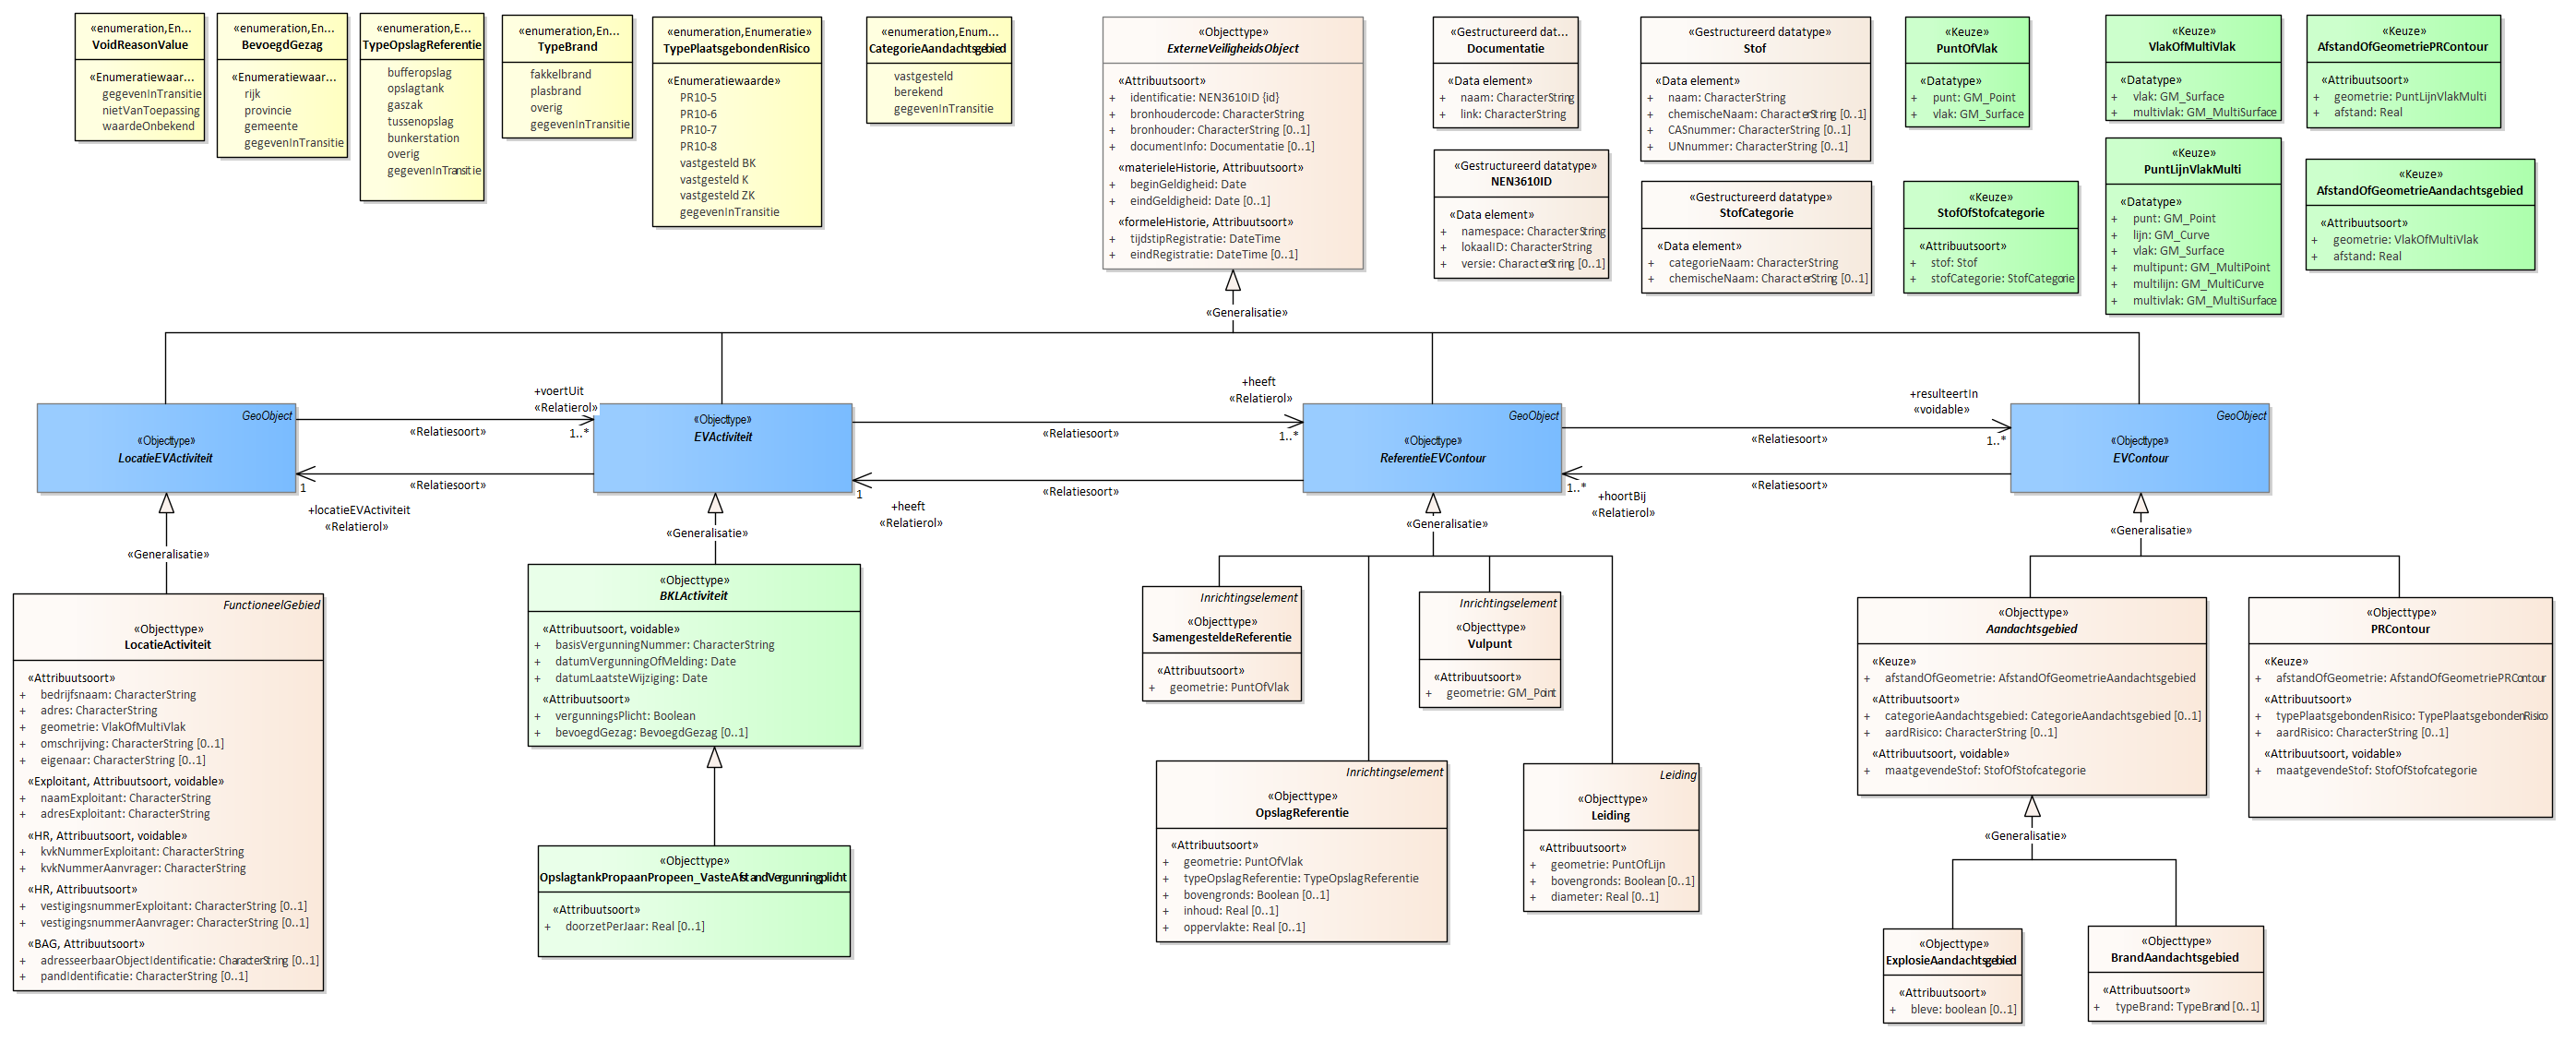 «enumeration,En...
VoidReasonValue
«Enumeratiewaar...
gegevenInTransitie
nietVanToepassing
waardeOnbekend
«enumeration,En...
BevoegdGezag
«Enumeratiewaar...
+ rijk
provincie
gemeente
gegevenInTransitie
«enumeration,E...
TypeOpslagReferentie
bufferopslag
opslagtank
gaszak
tussenopslag
bunkerstation
overig
gegevenInTransitie
«enumeration,En...
TypeBrand
fakkelbrand
plasbrand
overig
gegevenInTransitie
«enumeration,Enumeratie»
TypePlaatsgebondenRisico
«Enumeratiewaarde»
PR10-5
PR10-6
PR10-7
PR10-8
vastgesteld BK
vastgesteld K
vastgesteld ZK
gegevenInTransitie
«enumeration,Enum...
CategorieAandachtsgebied
vastgesteld
berekend
gegevenInTransitie
«Objecttype»
ExterneVeiligheidsObject
«Attribuutsoort»
+ identificatie: NEN3610ID {id}
+ bronhoudercode: CharacterString
+ bronhouder: CharacterString [0..1]
+ documentInfo: Documentatie [0..1]
«materieleHistorie, Attribuutsoort»
+ beginGeldigheid: Date
+ eindGeldigheid: Date [0..1]
«formeleHistorie, Attribuutsoort»
+ tijdstipRegistratie: DateTime
+ eindRegistratie: DateTime [0..1]
«Gestructureerd dat...
Documentatie
«Data element»
+ naam: CharacterString
+ link: CharacterString
«Gestructureerd datatype»
NEN3610ID
«Data element»
+ namespace: CharacterString
+ lokaalID: CharacterString
+ versie: CharacterString [0..1]
«Gestructureerd datatype»
Stof
«Data element»
+ naam: CharacterString
+ chemischeNaam: CharacterString [0..1]
+ CASnummer: CharacterString [0..1]
+ UNnummer: CharacterString [0..1]
«Gestructureerd datatype»
StofCategorie
«Data element»
+ categorieNaam: CharacterString
+ chemischeNaam: CharacterString [0..1]
«Keuze»
PuntOfVlak
«Datatype»
+ punt: GM_Point
+ vlak: GM_Surface
«Keuze»
StofOfStofcategorie
«Attribuutsoort»
+ stof: Stof
+ stofCategorie: StofCategorie
«Keuze»
VlakOfMultiVlak
«Datatype»
+ vlak: GM_Surface
+ multivlak: GM_MultiSurface
«Keuze»
PuntLijnVlakMulti
«Datatype»
+ punt: GM_Point
+ lijn: GM_Curve
+ vlak: GM_Surface
+ multipunt: GM_MultiPoint
+ multilijn: GM_MultiCurve
+ multivlak: GM_MultiSurface
«Keuze»
AfstandOfGeometriePRContour
«Attribuutsoort»
+ geometrie: PuntLijnVlakMulti
+ afstand: Real
«Keuze»
AfstandOfGeometrieAandachtsgebied
«Attribuutsoort»
+ geometrie: VlakOfMultiVlak
+ afstand: Real
«Generalisatie»
GeoObject
«Objecttype»
LocatieEVActiviteit
+voertUit
«Relatierol»
1..*
«Relatiesoort»
«Relatiesoort»
1
+locatieEVActiviteit
«Relatierol»
«Objecttype»
EVActiviteit
+heeft
«Relatierol»
1..*
«Relatiesoort»
«Relatiesoort»
1
+heeft
«Relatierol»
GeoObject
«Objecttype»
ReferentieEVContour
+resulteertIn
«voidable»
1..*
«Relatiesoort»
«Relatiesoort»
1..*
+hoortBij
«Relatierol»
GeoObject
«Objecttype»
EVContour
«Generalisatie»
«Generalisatie»
«Generalisatie»
«Generalisatie»
FunctioneelGebied
«Objecttype»
LocatieActiviteit
«Attribuutsoort»
+ bedrijfsnaam: CharacterString
+ adres: CharacterString
+ geometrie: VlakOfMultiVlak
+ omschrijving: CharacterString [0..1]
+ eigenaar: CharacterString [0..1]
«Exploitant, Attribuutsoort, voidable»
+ naamExploitant: CharacterString
+ adresExploitant: CharacterString
«HR, Attribuutsoort, voidable»
+ kvkNummerExploitant: CharacterString
+ kvkNummerAanvrager: CharacterString
«HR, Attribuutsoort»
+ vestigingsnummerExploitant: CharacterString [0..1]
+ vestigingsnummerAanvrager: CharacterString [0..1]
«BAG, Attribuutsoort»
+ adresseerbaarObjectIdentificatie: CharacterString [0..1]
+ pandIdentificatie: CharacterString [0..1]
«Objecttype»
BKLActiviteit
«Attribuutsoort, voidable»
+ basisVergunningNummer: CharacterString
+ datumVergunningOfMelding: Date
+ datumLaatsteWijziging: Date
«Attribuutsoort»
+ vergunningsPlicht: Boolean
+ bevoegdGezag: BevoegdGezag [0..1]
«Objecttype»
OpslagtankPropaanPropeen_VasteAfstandVergunningplicht
«Attribuutsoort»
+ doorzetPerJaar: Real [0..1]
Inrichtingselement
«Objecttype»
SamengesteldeReferentie
«Attribuutsoort»
+ geometrie: PuntOfVlak
Inrichtingselement
«Objecttype»
Vulpunt
«Attribuutsoort»
+ geometrie: GM_Point
Inrichtingselement
«Objecttype»
OpslagReferentie
«Attribuutsoort»
+ geometrie: PuntOfVlak
+ typeOpslagReferentie: TypeOpslagReferentie
+ bovengronds: Boolean [0..1]
+ inhoud: Real [0..1]
+ oppervlakte: Real [0..1]
Leiding
«Objecttype»
Leiding
«Attribuutsoort»
+ geometrie: PuntOfLijn
+ bovengronds: Boolean [0..1]
+ diameter: Real [0..1]
«Objecttype»
Aandachtsgebied
«Keuze»
+ afstandOfGeometrie: AfstandOfGeometrieAandachtsgebied
«Attribuutsoort»
+ categorieAandachtsgebied: CategorieAandachtsgebied [0..1]
+ aardRisico: CharacterString [0..1]
«Attribuutsoort, voidable»
+ maatgevendeStof: StofOfStofcategorie
«Objecttype»
PRContour
«Keuze»
+ afstandOfGeometrie: AfstandOfGeometriePRContour
«Attribuutsoort»
+ typePlaatsgebondenRisico: TypePlaatsgebondenRisico
+ aardRisico: CharacterString [0..1]
«Attribuutsoort, voidable»
+ maatgevendeStof: StofOfStofcategorie
«Generalisatie»
«Objecttype»
ExplosieAandachtsgebied
«Attribuutsoort»
+ bleve: boolean [0..1]
«Objecttype»
BrandAandachtsgebied
«Attribuutsoort»
+ typeBrand: TypeBrand [0..1]